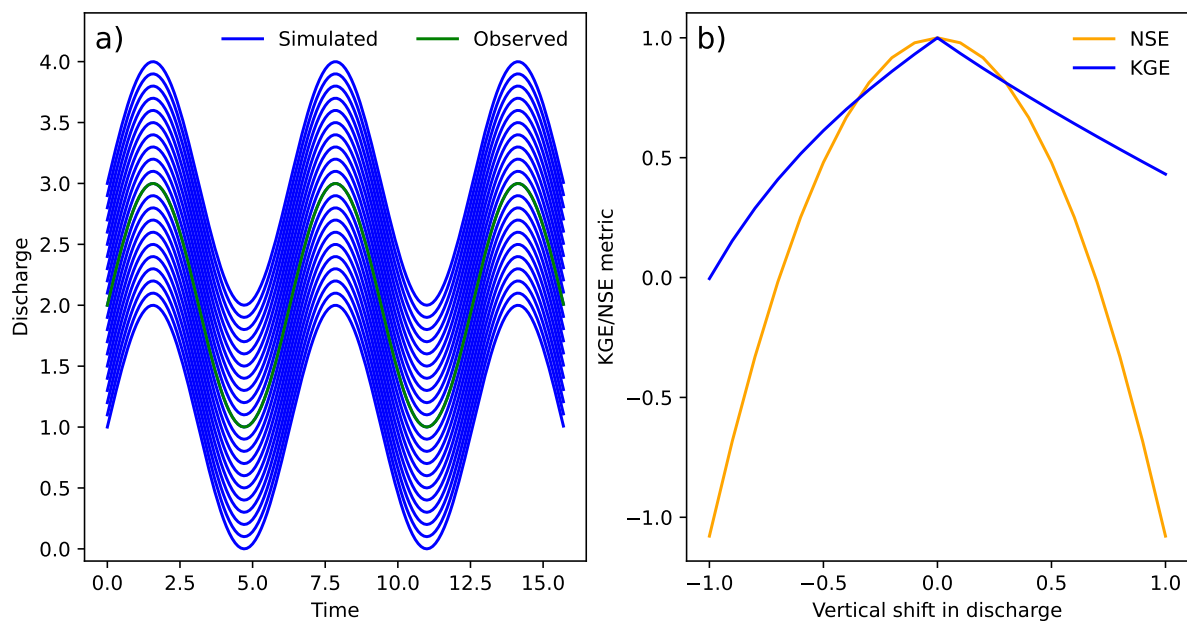 a)
Simulated
Observed
4.0
3.5
3.0
2.5
2.0
1.5
1.0
0.5
0.0
Discharge
0.0
2.5
5.0
7.5
10.0
12.5
15.0
Time
b)
NSE
KGE
1.0
0.5
0.0
−0.5
−1.0
KGE/NSE metric
−1.0
−0.5
0.0
0.5
1.0
Vertical shift in discharge